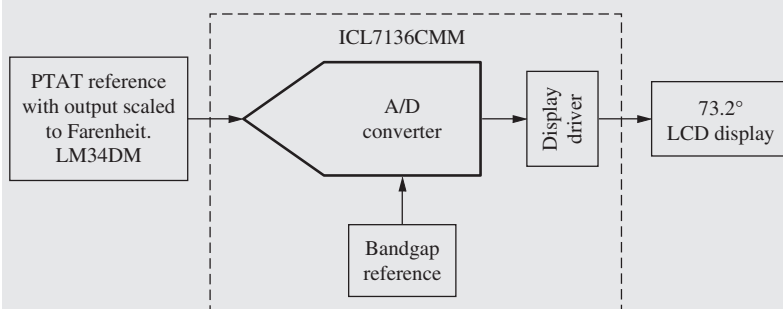 ICL7136CMM
PTAT reference
with output scaled
to Farenheit.
LM34DM
A/D
converter
Display
driver
73.2°
LCD display
Bandgap
reference